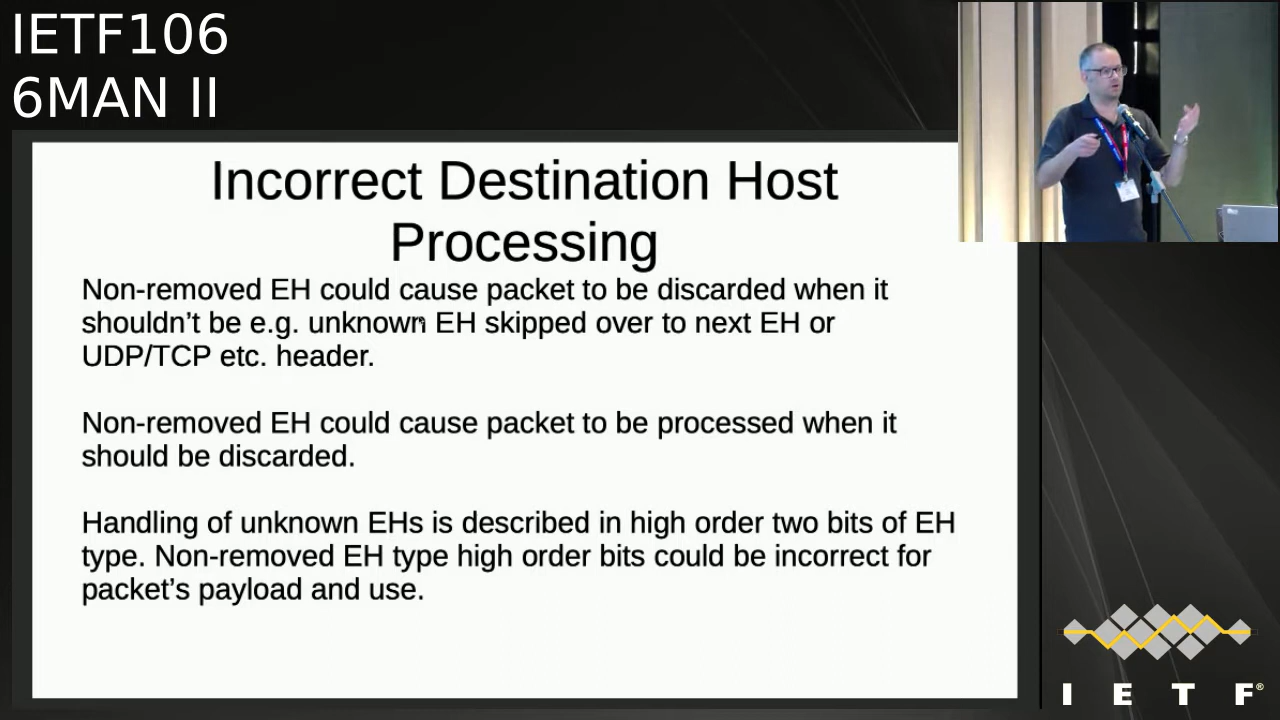 IETF106
6MAN II
Incorrect Destination Host
Processing
Non-removed EH could cause packet to be discarded when it
shouldn’t be e.g. unknown EH skipped over to next EH or
UDP/TCP etc. header.
Non-removed EH could cause packet to be processed when it
should be discarded.
Handling of unknown EHs is described in high order two bits of EH
type. Non-removed EH type high order bits could be incorrect for
packet’s payload and use.
I E T F®